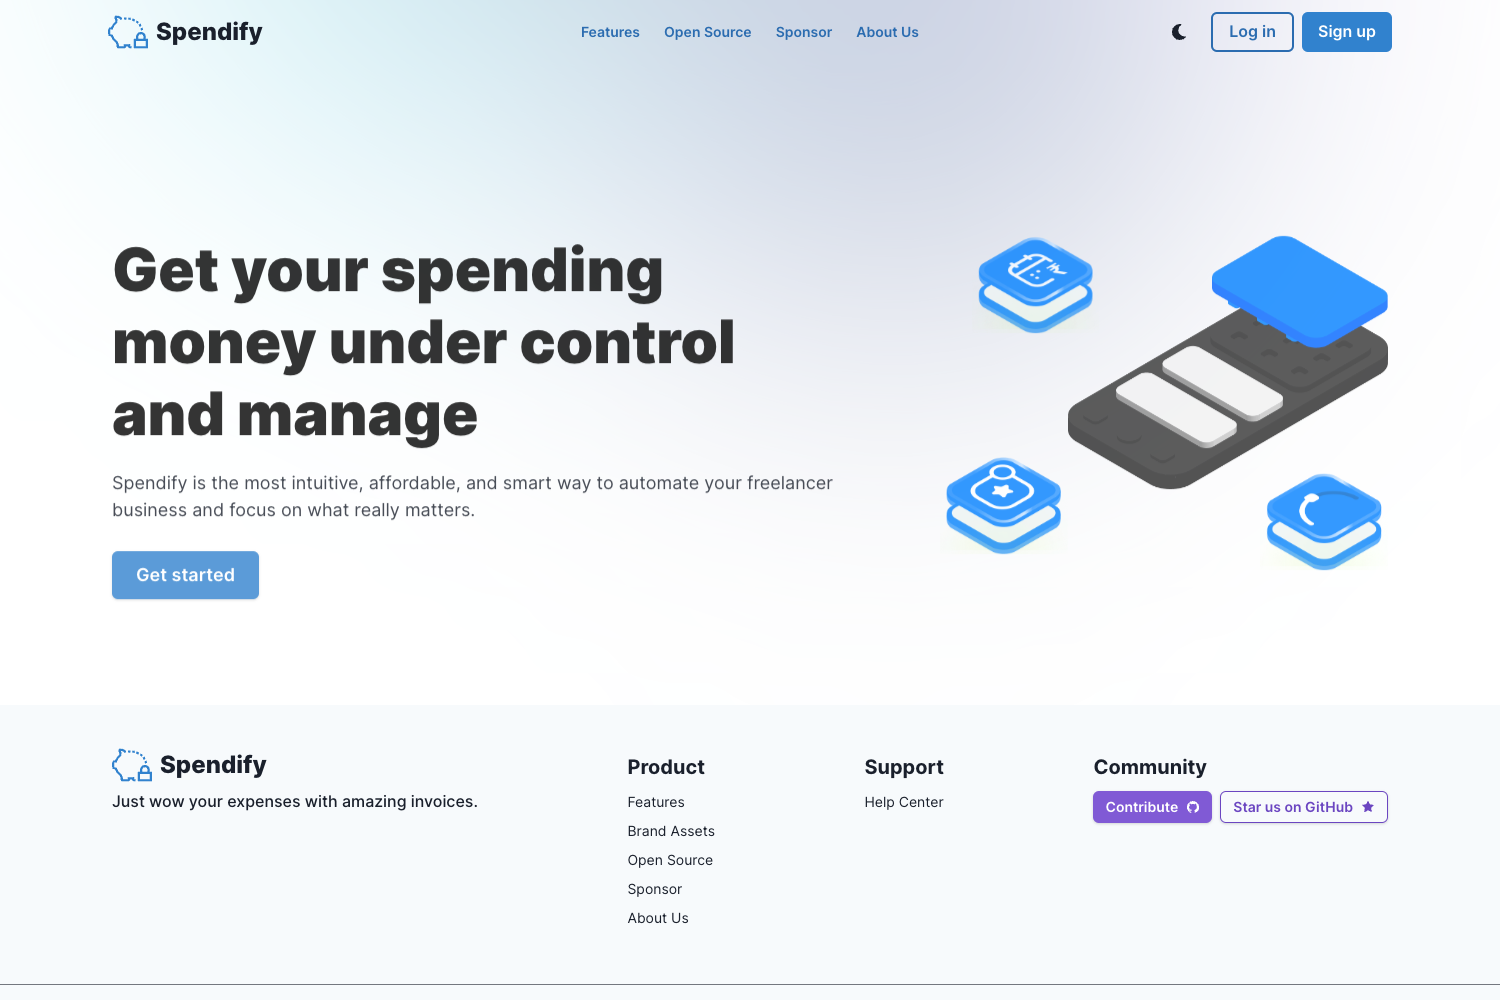 Spendify
Features Open Source Sponsor About Us
Log in
Sign up
Get your spending
money under control
and manage
Spendify is the most intuitive, affordable, and smart way to automate your freelancer
business and focus on what really matters.
Get started
Spendify
Just wow your expenses with amazing invoices.
Product
Features
Brand Assets
Open Source
Sponsor
About Us
Support
Help Center
Community
Contribute
Star us on GitHub